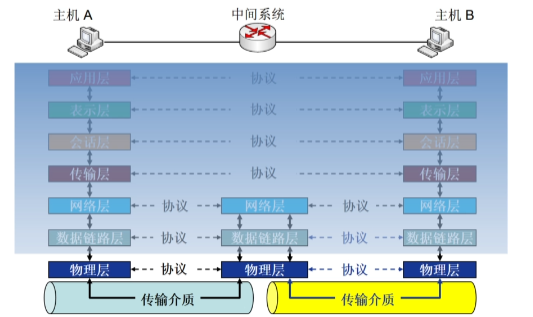 主机 A 中间系统 主机 B
应用层 协议 应用层
表示层 协议 表示层
会话层 协议 会话层
传输层 协议 传输层
网络层 协议 网络层 协议 网络层
数据链路层 协议 数据链路层 协议 数据链路层
物理层 协议 物理层 协议 物理层
传输介质 传输介质